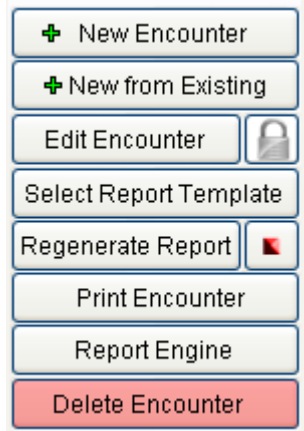 New Encounter
New from Existing
Edit Encounter
Select Report Template
Regenerate Report
Print Encounter
Report Engine
Delete Encounter